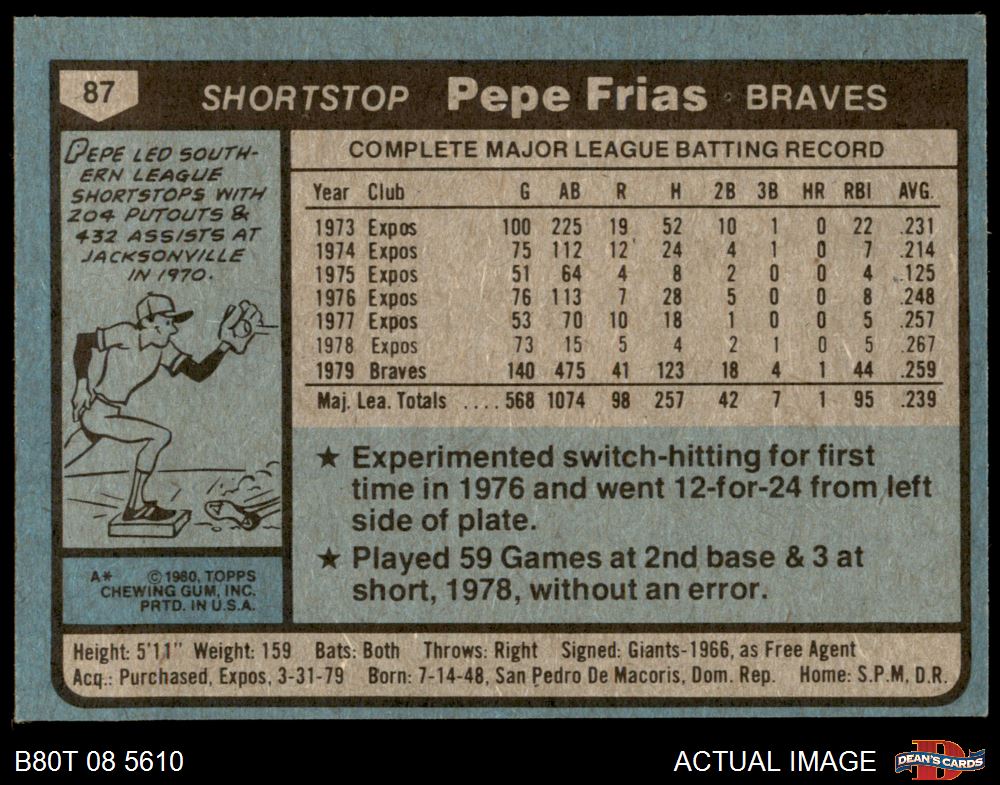 87 SHORTSTOP Pepe Frias · BRAVES
PEPE LED SOUTH-
ERN LEAGUE
SHORTSTOPS WITH
204 PUTOUTS &
432 ASSISTS AT
JACKSONVILLE
IN 1970.
COMPLETE MAJOR LEAGUE BATTING RECORD
Year Club G AB R H 2B 3B HR RBI AVG.
1973 Expos 100 225 19 52 10 1 0 22 .231
1974 Expos 75 112 12 24 4 1 0 7 .214
1975 Expos 51 64 4 8 2 0 0 4 .125
1976 Expos 76 113 7 28 5 0 0 8 .248
1977 Expos 53 70 10 18 1 0 0 5 .257
1978 Expos 73 15 5 4 2 1 0 5 .267
1979 Braves 140 475 41 123 18 4 1 44 .259
Maj. Lea. Totals ....568 1074 98 257 42 7 1 95 .239
★ Experimented switch-hitting for first
time in 1976 and went 12-for-24 from left
side of plate.
★ Played 59 Games at 2nd base & 3 at
short, 1978, without an error.
A* © 1980, TOPPS
CHEWING GUM, INC.
PRTD. IN U.S.A.
Height: 5'11" Weight: 159 Bats: Both Throws: Right Signed: Giants-1966, as Free Agent
Acq.: Purchased, Expos, 3-31-79 Born: 7-14-48, San Pedro De Macoris, Dom. Rep. Home: S.P.M, D.R.
B80T 08 5610 ACTUAL IMAGE D DEAN'S CARDS